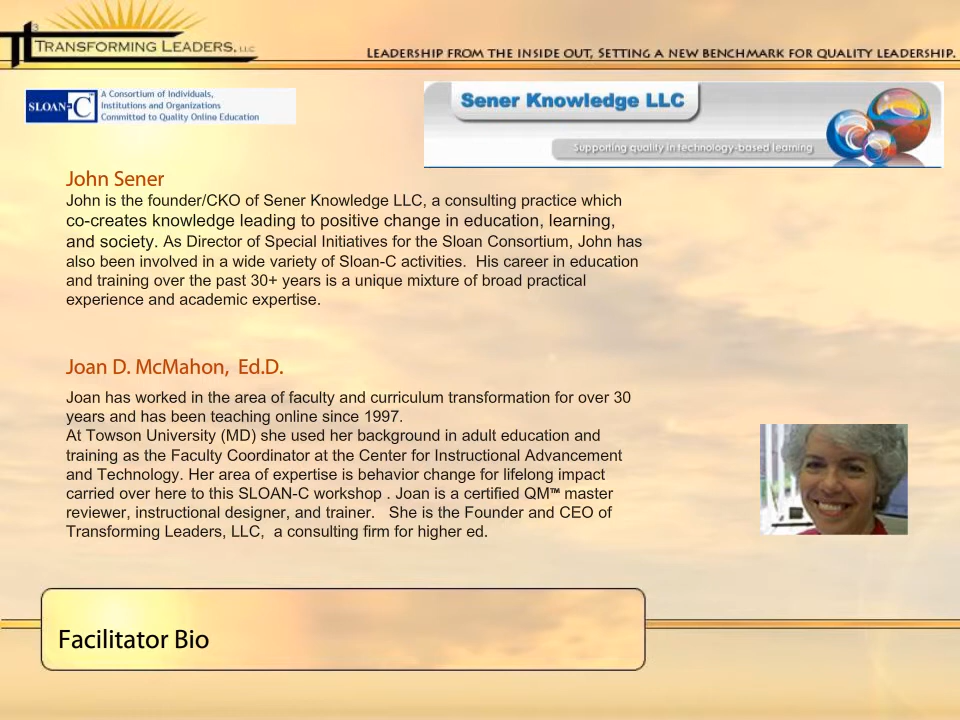 3
TL TRANSFORMING LEADERS, LLC
LEADERSHIP FROM THE INSIDE OUT, SETTING A NEW BENCHMARK FOR QUALITY LEADERSHIP.
SLOAN-C™
A Consortium of Individuals,
Institutions and Organizations
Committed to Quality Online Education
Sener Knowledge LLC
Supporting quality in technology-based learning
John Sener
John is the founder/CKO of Sener Knowledge LLC, a consulting practice which
co-creates knowledge leading to positive change in education, learning,
and society. As Director of Special Initiatives for the Sloan Consortium, John has
also been involved in a wide variety of Sloan-C activities. His career in education
and training over the past 30+ years is a unique mixture of broad practical
experience and academic expertise.
Joan D. McMahon, Ed.D.
Joan has worked in the area of faculty and curriculum transformation for over 30
years and has been teaching online since 1997.
At Towson University (MD) she used her background in adult education and
training as the Faculty Coordinator at the Center for Instructional Advancement
and Technology. Her area of expertise is behavior change for lifelong impact
carried over here to this SLOAN-C workshop . Joan is a certified QM™ master
reviewer, instructional designer, and trainer. She is the Founder and CEO of
Transforming Leaders, LLC, a consulting firm for higher ed.
Facilitator Bio